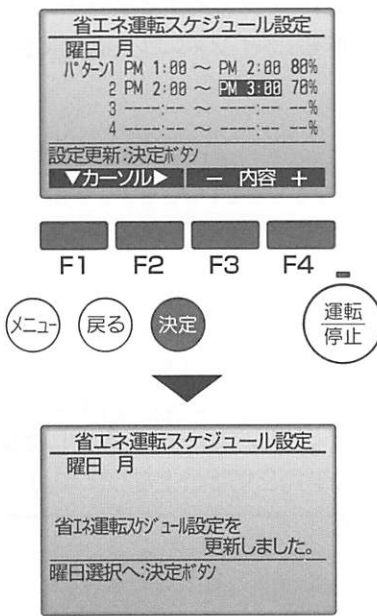 省エネ運転スケジュール設定
曜日 月
パターン1 PM 1:00 ～ PM 2:00 80%
2 PM 2:00 ～ PM 3:00 70%
3 ----:-- ～ ----:-- --%
4 ----:-- ～ ----:-- --%
設定更新:決定ボタン
▼カーソル▶ － 内容 ＋
F1 F2 F3 F4
メニュー 戻る 決定 運転
停止
省エネ運転スケジュール設定
曜日 月
省エネ運転スケジュール設定を
更新しました。
曜日選択へ:決定ボタン